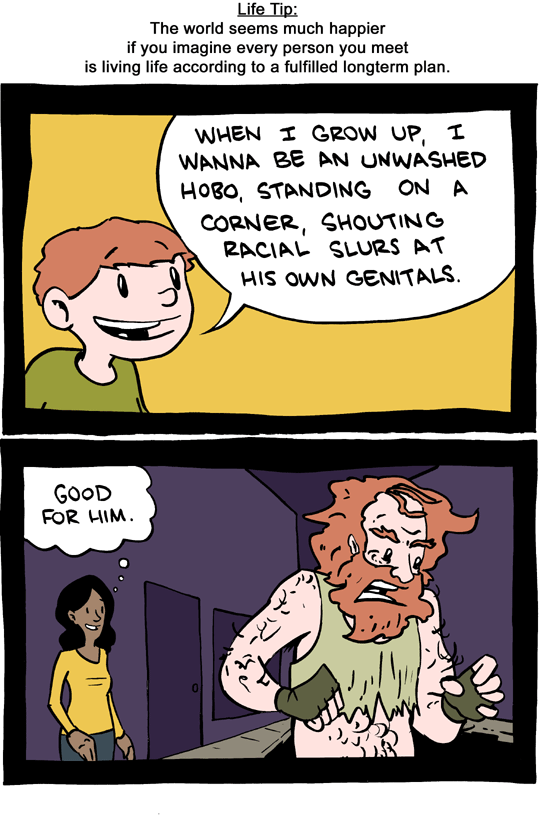 Life Tip:
The world seems much happier
if you imagine every person you meet
is living life according to a fulfilled longterm plan.
WHEN I GROW UP, I
WANNA BE AN UNWASHED
HOBO, STANDING ON A
CORNER, SHOUTING
RACIAL SLURS AT
HIS OWN GENITALS.
GOOD
FOR HIM.